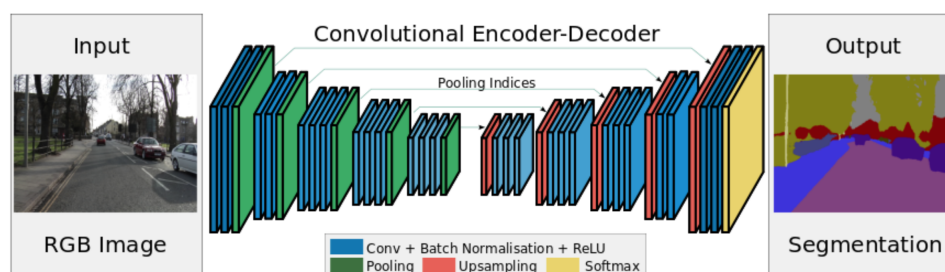 Input
RGB Image
Convolutional Encoder-Decoder
Pooling Indices
Conv + Batch Normalisation + ReLU
Pooling Upsampling Softmax
Output
Segmentation